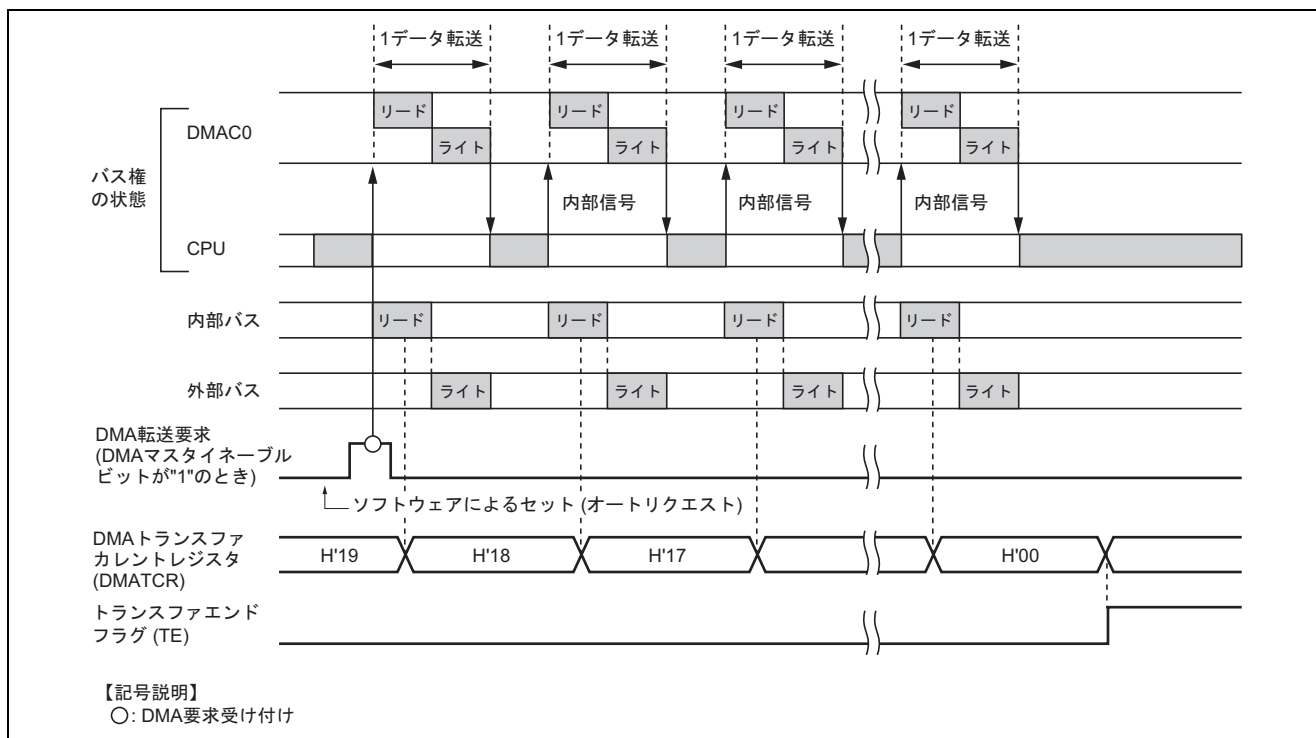 1データ転送 1データ転送 1データ転送 1データ転送
リード リード リード リード
DMAC0
ライト ライト ライト ライト
バス権
の状態
内部信号 内部信号 内部信号
CPU
内部バス リード リード リード リード
外部バス ライト ライト ライト ライト
DMA転送要求
(DMAマスタイネーブル
ビットが"1"のとき)
ソフトウェアによるセット (オートリクエスト)
DMAトランスファ
カレントレジスタ
(DMATCR)
H'19 H'18 H'17 H'00
トランスファエンド
フラグ (TE)
【記号説明】
○: DMA要求受け付け